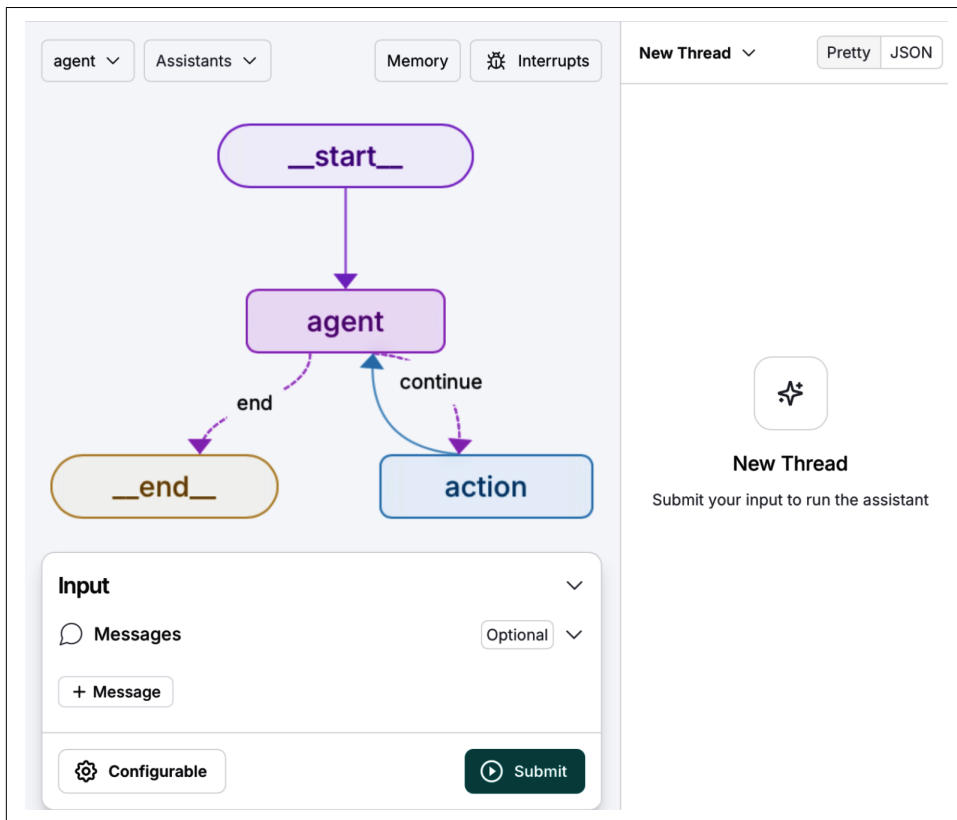 agent
Assistants
Memory
Interrupts
New Thread
Pretty
JSON
__start__
agent
continue
end
__end__
action
New Thread
Submit your input to run the assistant
Input
Messages
Optional
+ Message
Configurable
Submit